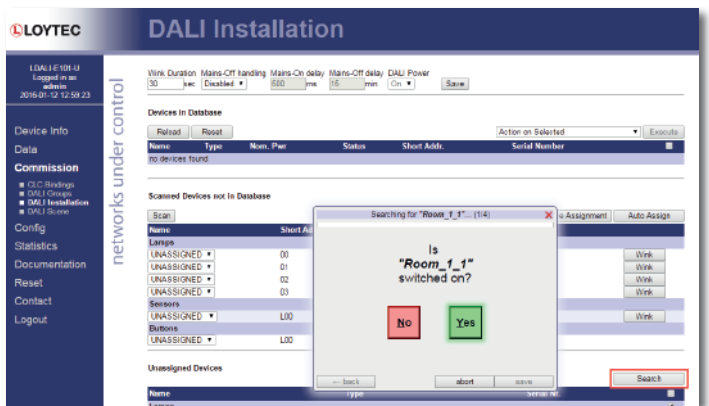 LOYTEC
DALI Installation
LDALI-E101-U
Logged in as
admin
2016-01-12 12:59:23
networks under control
Device Info
Data
Commission
CLC Bindings
DALI Groups
DALI Installation
DALI Scene
Config
Statistics
Documentation
Reset
Contact
Logout
Wink Duration Mains-Off handling Mains-On delay Mains-Off delay DALI Power
30 sec Disabled 500 ms 15 min On Save
Devices in Database
Reload Reset Action on Selected Execute
Name Type Nom. Pwr Status Short Addr. Serial Number
no devices found
Scanned Devices not in Database
Scan e Assignment Auto Assign
Name Short Ad
Lamps
UNASSIGNED 00 Wink
UNASSIGNED 01 Wink
UNASSIGNED 02 Wink
UNASSIGNED 03 Wink
Sensors
UNASSIGNED L00 Wink
Buttons
UNASSIGNED L00
Searching for "Room_1_1"... (1/4)
Is
"Room_1_1"
switched on?
No Yes
← back abort save
Unassigned Devices
Search
Name Type Serial Nr.
Lamps